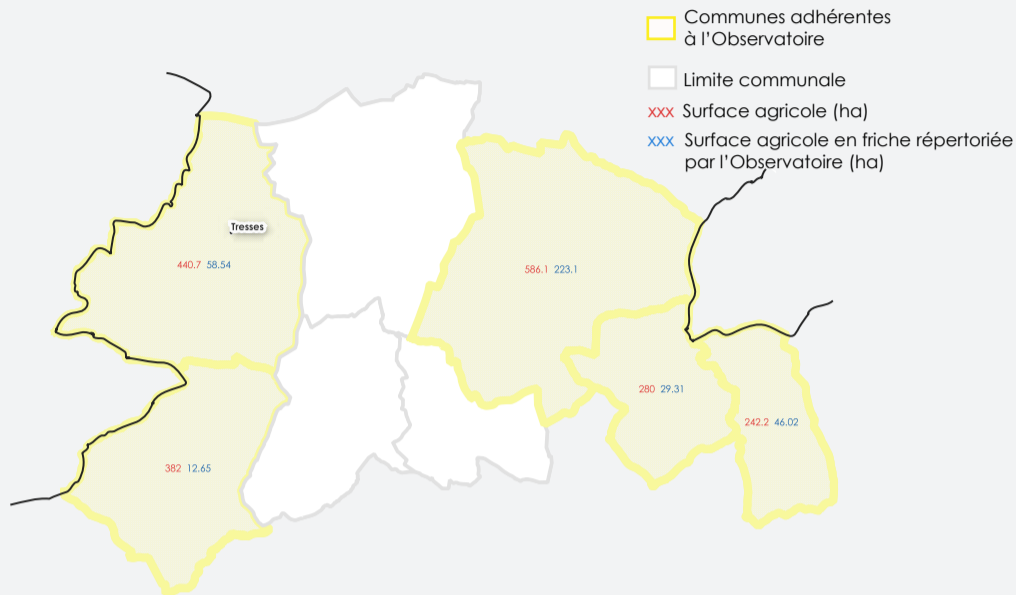 Communes adhérentes
à l'Observatoire
Limite communale
xxx Surface agricole (ha)
xxx Surface agricole en friche répertoriée
par l'Observatoire (ha)
Tresses
440.7 58.54
586.1 223.1
280 29.31
242.2 46.02
382 12.65